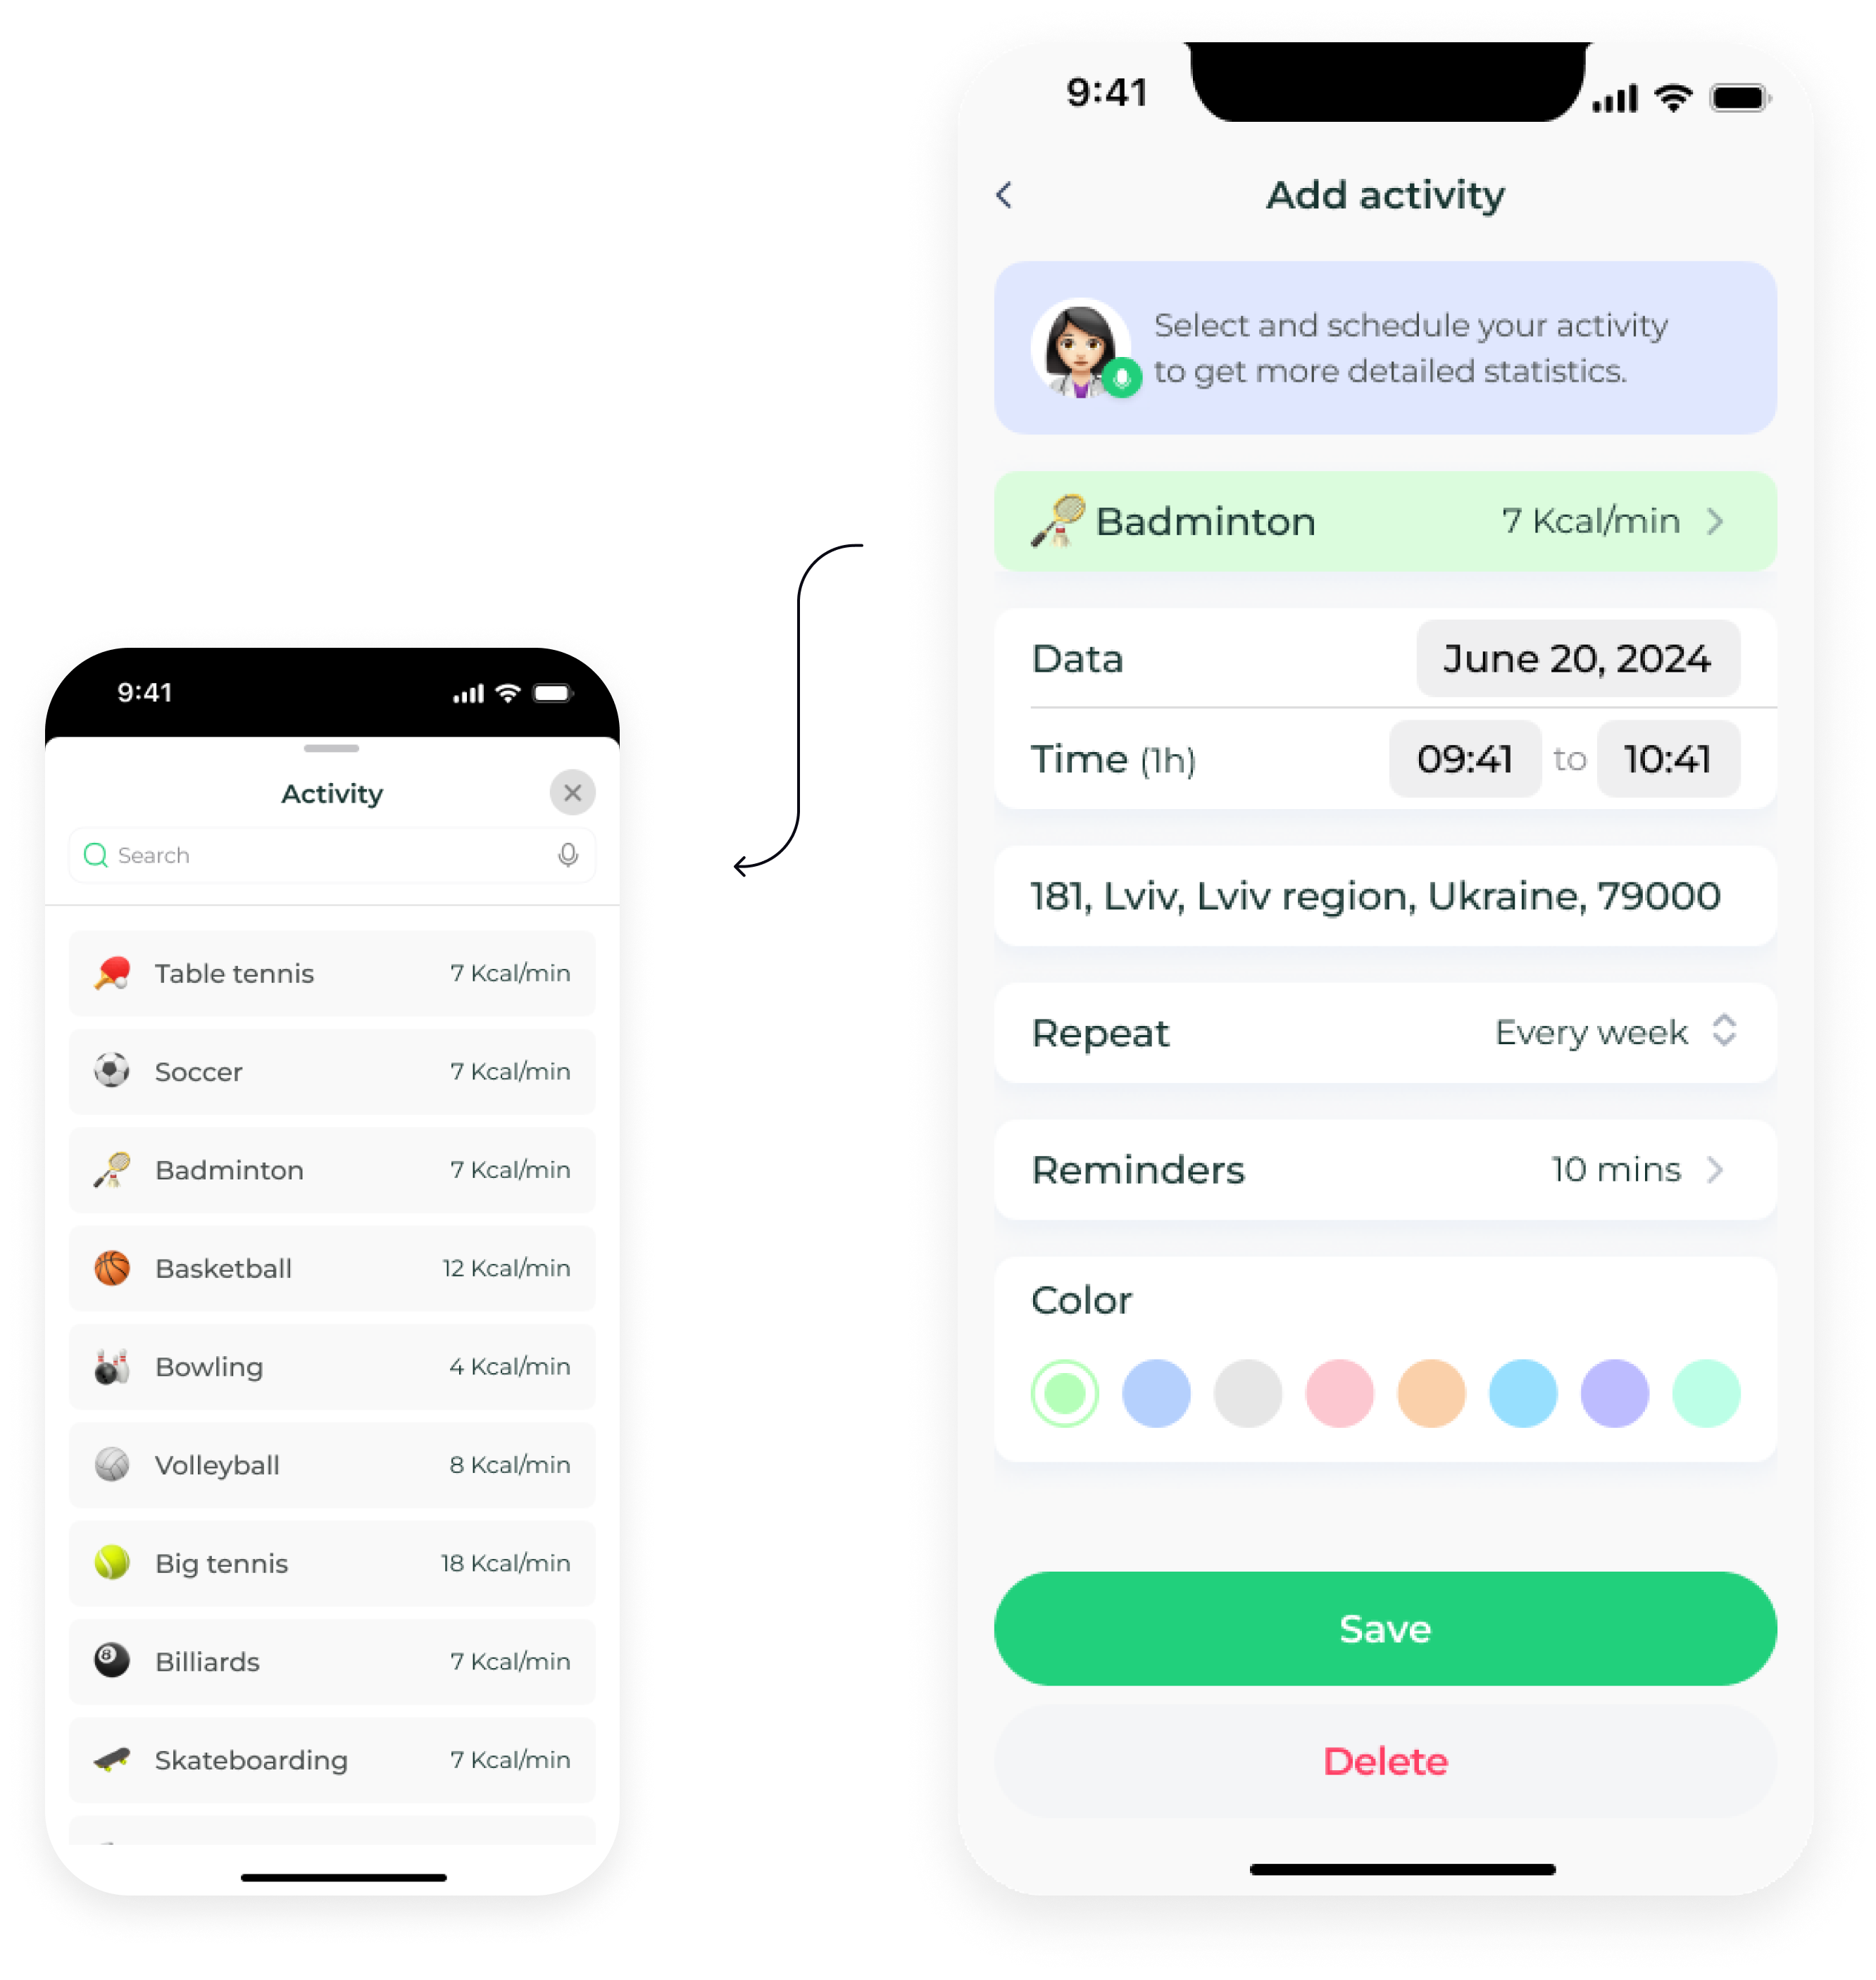 9:41
Activity
Search
Table tennis 7 Kcal/min
Soccer 7 Kcal/min
Badminton 7 Kcal/min
Basketball 12 Kcal/min
Bowling 4 Kcal/min
Volleyball 8 Kcal/min
Big tennis 18 Kcal/min
8
Billiards 7 Kcal/min
Skateboarding 7 Kcal/min
9:41
Add activity
Select and schedule your activity
to get more detailed statistics.
Badminton 7 Kcal/min
Data June 20, 2024
Time (1h) 09:41 to 10:41
181, Lviv, Lviv region, Ukraine, 79000
Repeat Every week
Reminders 10 mins
Color
Save
Delete